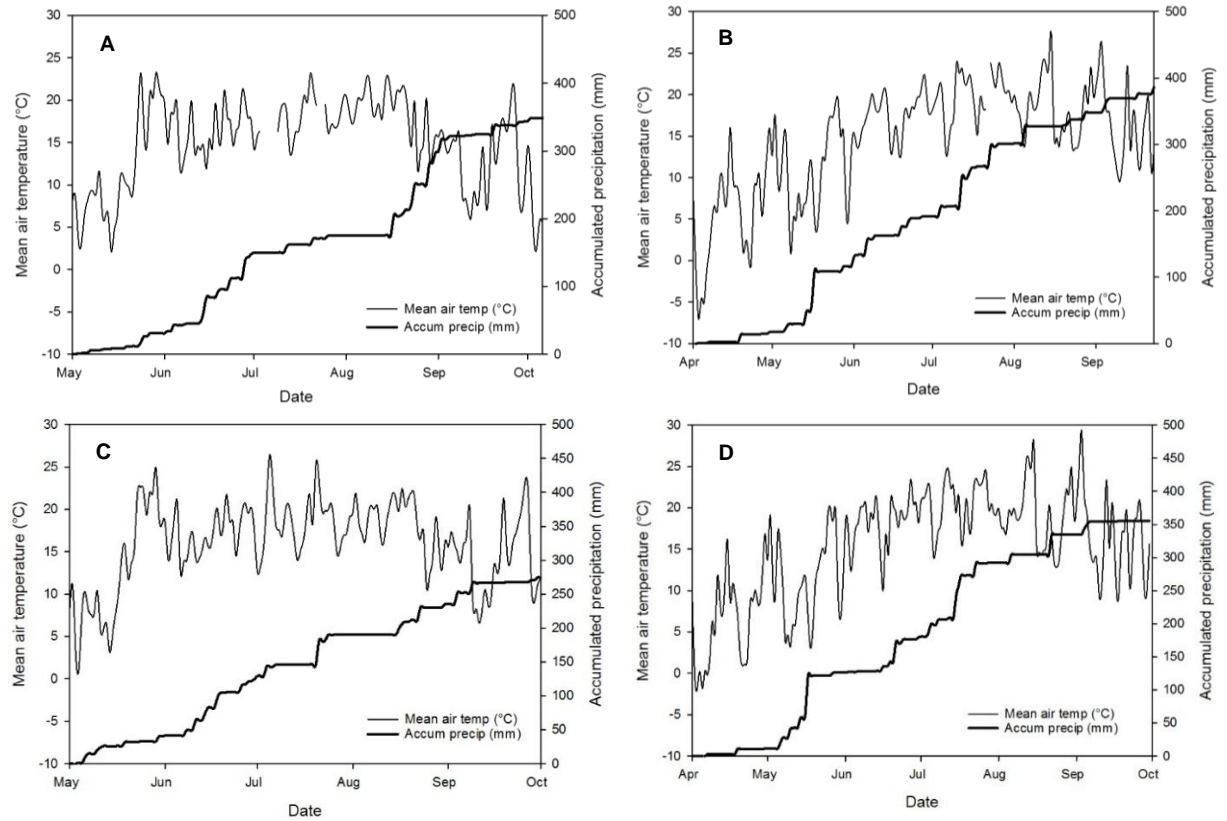 A
Mean air temperature (°C)
30
25
20
15
10
5
0
-5
-10
500
400
300
200
100
0
Accumulated precipitation (mm)
Mean air temp (°C)
Accum precip (mm)
May Jun Jul Aug Sep Oct
Date
B
Mean air temperature (°C)
30
25
20
15
10
5
0
-5
-10
500
400
300
200
100
0
Accumulated precipitation (mm)
Mean air temp (°C)
Accum precip (mm)
Apr May Jun Jul Aug Sep
Date
C
Mean air temperature (°C)
30
25
20
15
10
5
0
-5
-10
500
450
400
350
300
250
200
150
100
50
0
Accumulated precipitation (mm)
Mean air temp (°C)
Accum precip (mm)
May Jun Jul Aug Sep Oct
Date
D
Mean air temperature (°C)
30
25
20
15
10
5
0
-5
-10
500
400
300
200
100
0
Accumulated precipitation (mm)
Mean air temp (°C)
Accum precip (mm)
Apr May Jun Jul Aug Sep Oct
Date